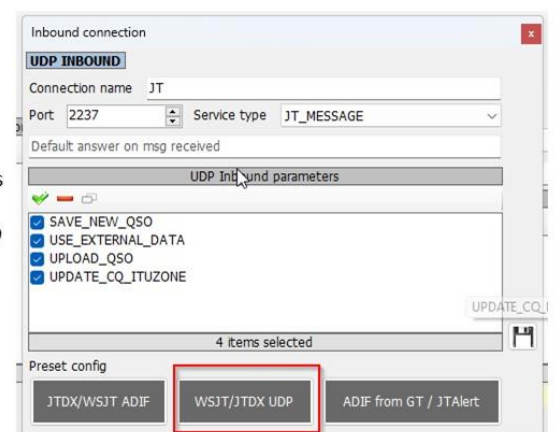 Inbound connection
x
UDP INBOUND
Connection name JT
Port 2237 Service type JT_MESSAGE
Default answer on msg received
UDP Inbound parameters
SAVE_NEW_QSO
USE_EXTERNAL_DATA
UPLOAD_QSO
UPDATE_CQ_ITUZONE
4 items selected
Preset config
JTDX/WSJT ADIF WSJT/JTDX UDP ADIF from GT / JTAlert